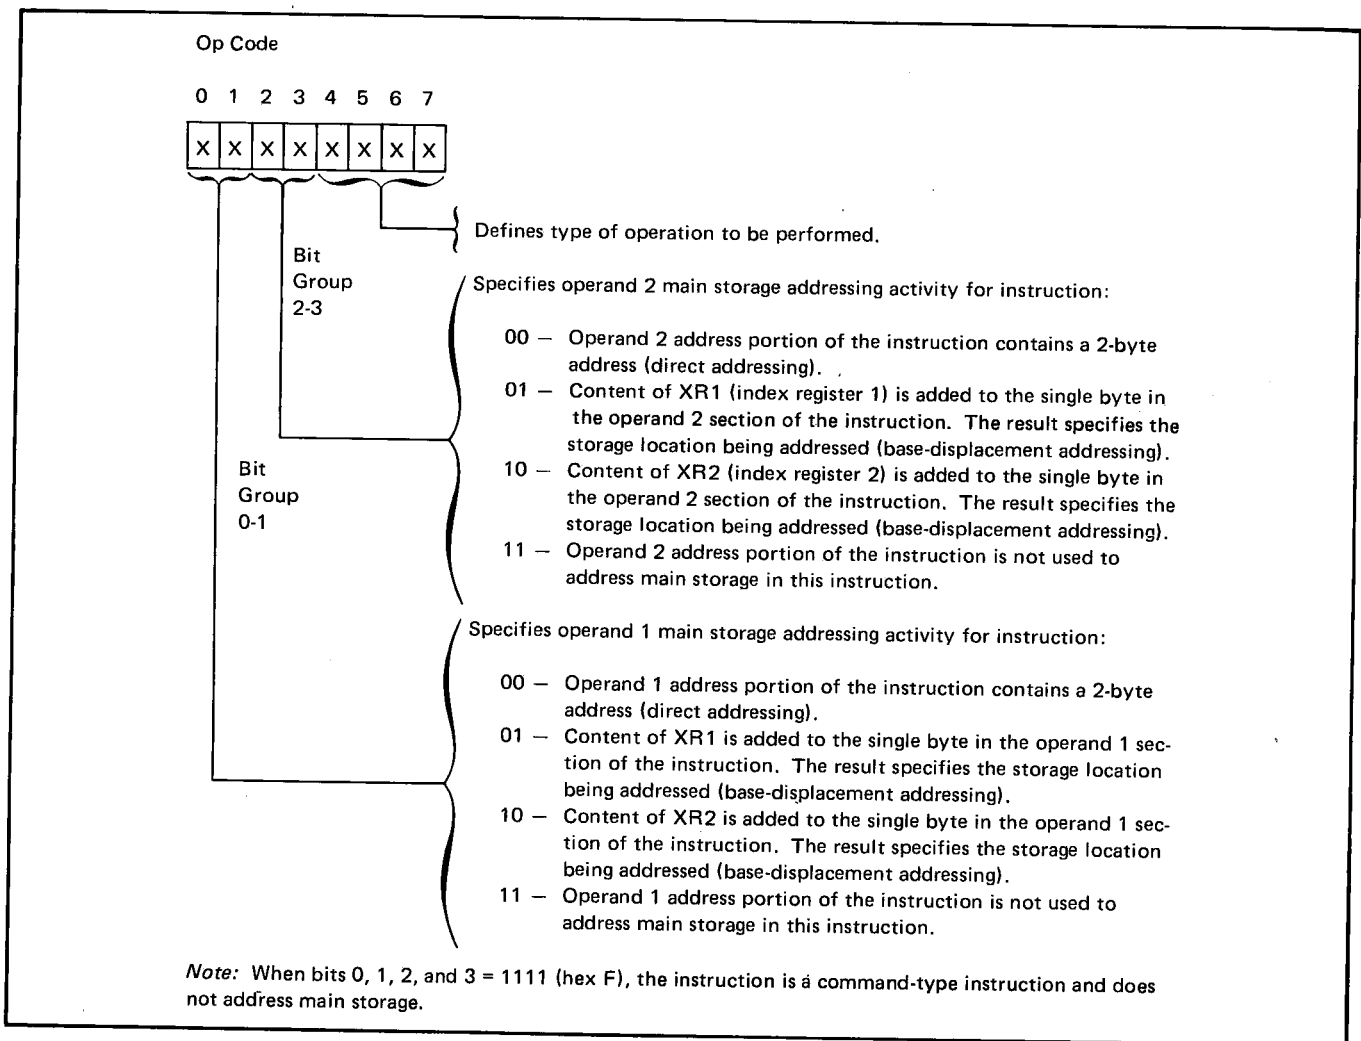 Op Code
0 1 2 3 4 5 6 7
X X X X X X X X
Defines type of operation to be performed.
Bit
Group
2-3
Specifies operand 2 main storage addressing activity for instruction:
00 — Operand 2 address portion of the instruction contains a 2-byte
address (direct addressing).
01 — Content of XR1 (index register 1) is added to the single byte in
the operand 2 section of the instruction. The result specifies the
storage location being addressed (base-displacement addressing).
10 — Content of XR2 (index register 2) is added to the single byte in
the operand 2 section of the instruction. The result specifies the
storage location being addressed (base-displacement addressing).
11 — Operand 2 address portion of the instruction is not used to
address main storage in this instruction.
Bit
Group
0-1
Specifies operand 1 main storage addressing activity for instruction:
00 — Operand 1 address portion of the instruction contains a 2-byte
address (direct addressing).
01 — Content of XR1 is added to the single byte in the operand 1 sec-
tion of the instruction. The result specifies the storage location
being addressed (base-displacement addressing).
10 — Content of XR2 is added to the single byte in the operand 1 sec-
tion of the instruction. The result specifies the storage location
being addressed (base-displacement addressing).
11 — Operand 1 address portion of the instruction is not used to
address main storage in this instruction.
Note: When bits 0, 1, 2, and 3 = 1111 (hex F), the instruction is a command-type instruction and does
not address main storage.